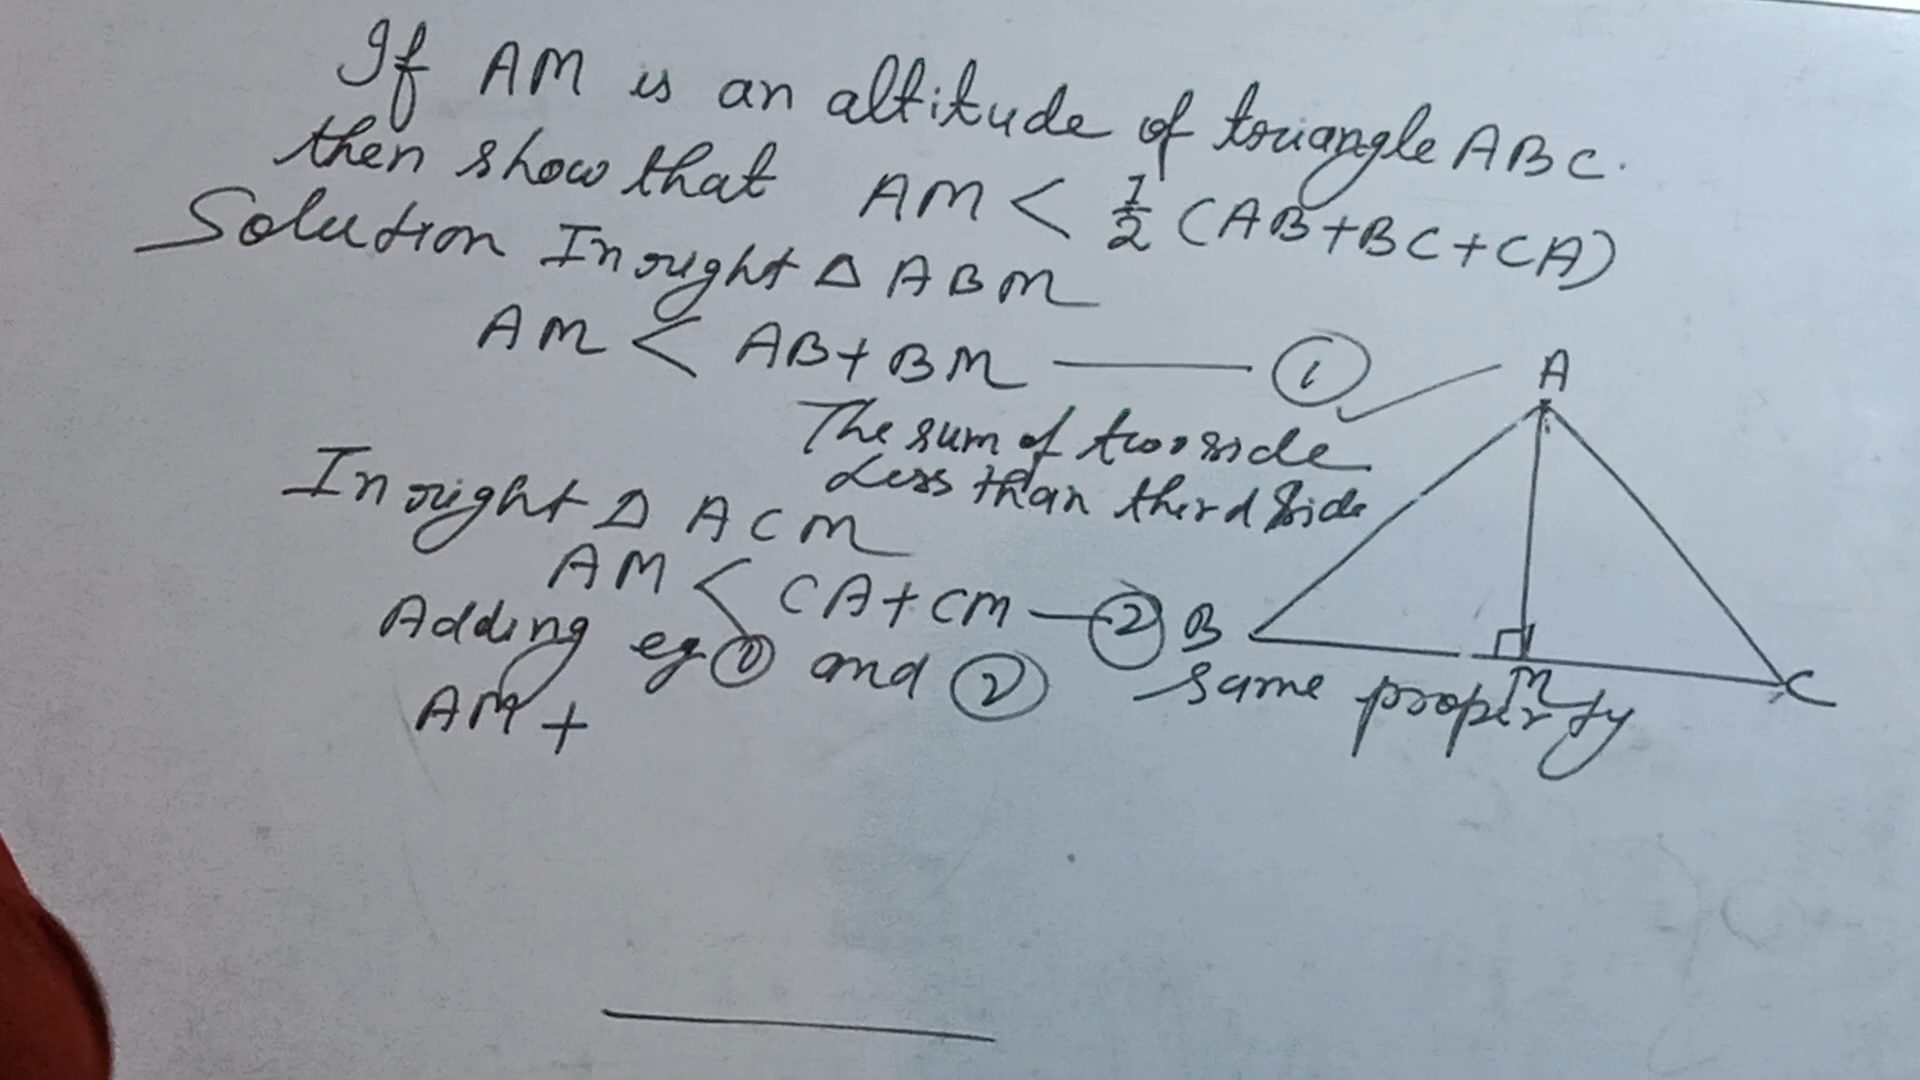 If AM is an altitude of triangle ABC.
then show that AM < 1/2 (AB+BC+CA)
Solution In right △ ABM
AM < AB+BM —— ①
The sum of two side
Less than third side
In right △ ACM
AM < CA+CM — ②
Adding eq ① and ②
same property
AM +
A
B
M
C